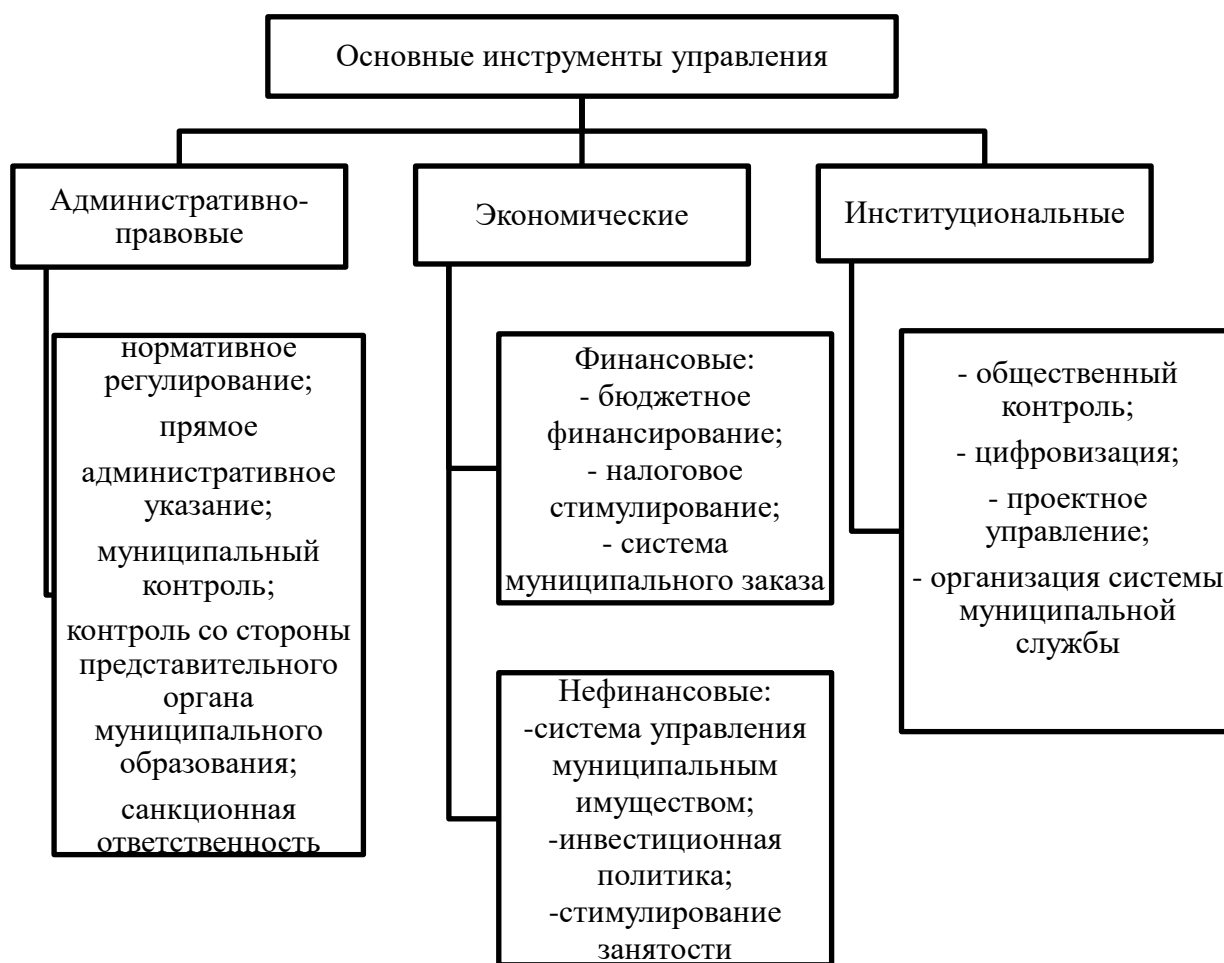 Основные инструменты управления
Административно-
правовые
нормативное
регулирование;
прямое
административное
указание;
муниципальный
контроль;
контроль со стороны
представительного
органа
муниципального
образования;
санкционная
ответственность
Экономические
Финансовые:
- бюджетное
финансирование;
- налоговое
стимулирование;
- система
муниципального заказа
Нефинансовые:
-система управления
муниципальным
имуществом;
-инвестиционная
политика;
-стимулирование
занятости
Институциональные
- общественный
контроль;
- цифровизация;
- проектное
управление;
- организация системы
муниципальной
службы